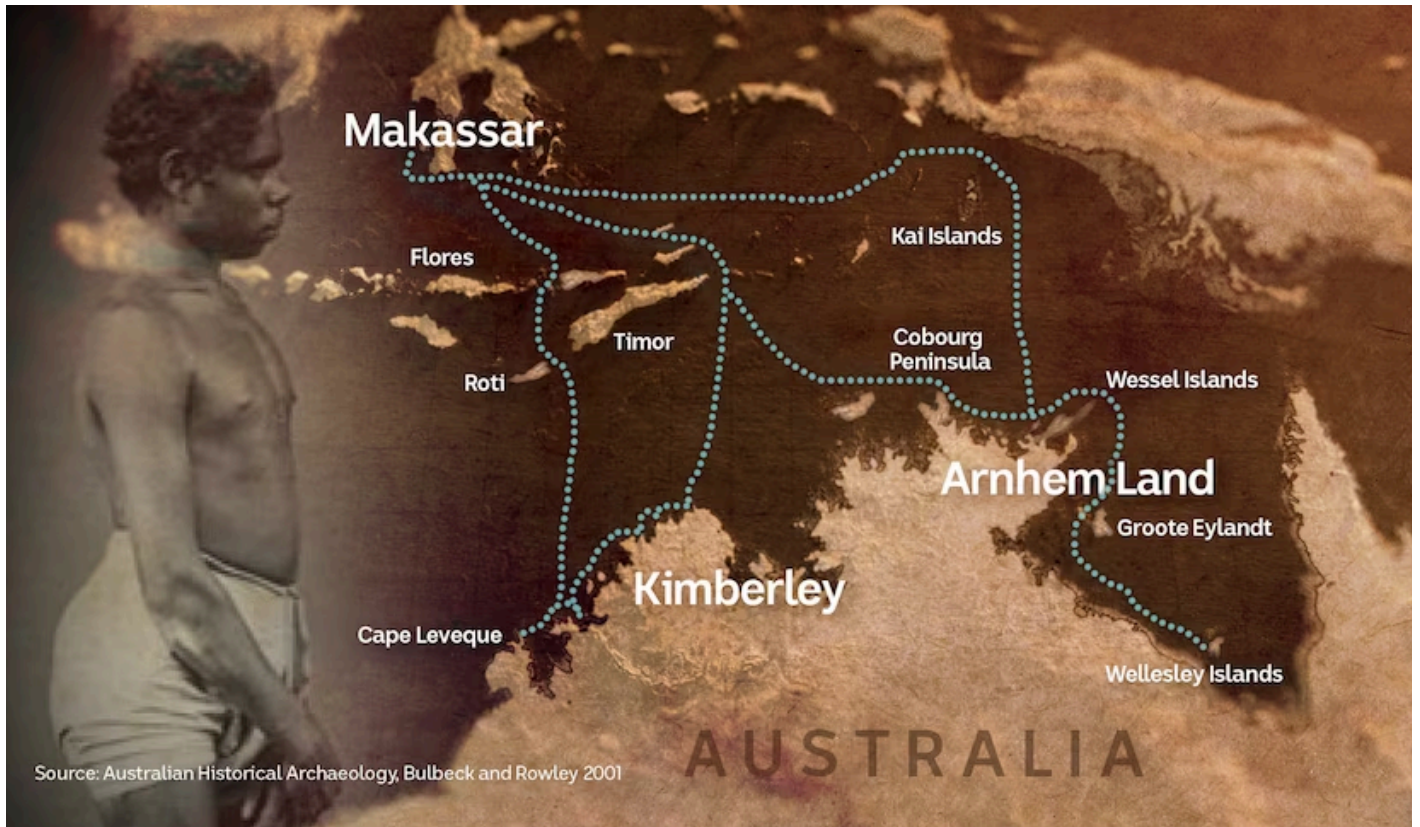 Makassar
Flores
Kai Islands
Timor
Cobourg
Peninsula
Roti
Wessel Islands
Arnhem Land
Groote Eylandt
Kimberley
Cape Leveque
Wellesley Islands
AUSTRALIA
Source: Australian Historical Archaeology, Bulbeck and Rowley 2001